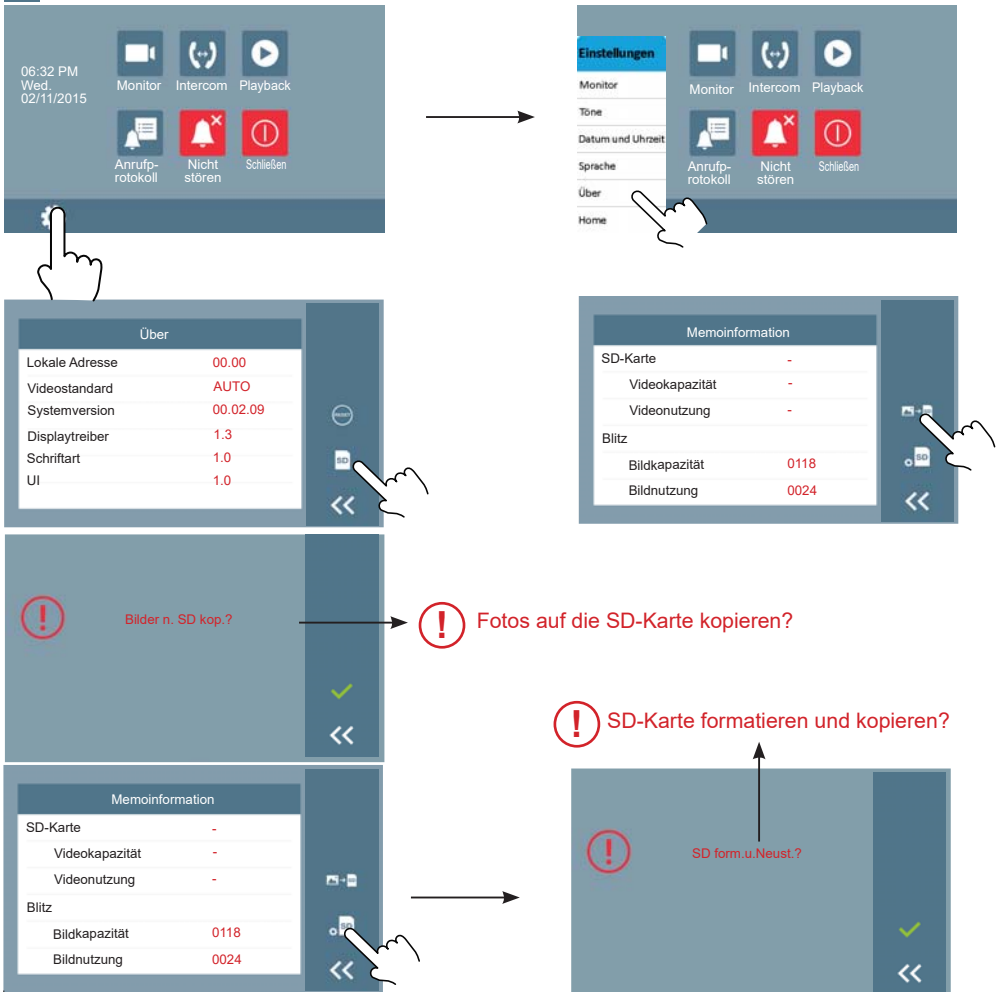 06:32 PM
Wed.
02/11/2015
Monitor
Intercom
Playback
Anrufp-
rotokoll
Nicht
stören
Schließen
Einstellungen
Monitor
Töne
Datum und Uhrzeit
Sprache
Über
Home
Monitor
Intercom
Playback
Anrufp-
rotokoll
Nicht
stören
Schließen
Über
Lokale Adresse 00.00
Videostandard AUTO
Systemversion 00.02.09
Displaytreiber 1.3
Schriftart 1.0
UI 1.0
SD
Memoinformation
SD-Karte -
Videokapazität -
Videonutzung -
Blitz
Bildkapazität 0118
Bildnutzung 0024
SD
Bilder n. SD kop.?
Fotos auf die SD-Karte kopieren?
SD-Karte formatieren und kopieren?
Memoinformation
SD-Karte -
Videokapazität -
Videonutzung -
Blitz
Bildkapazität 0118
Bildnutzung 0024
SD
SD form.u.Neust.?